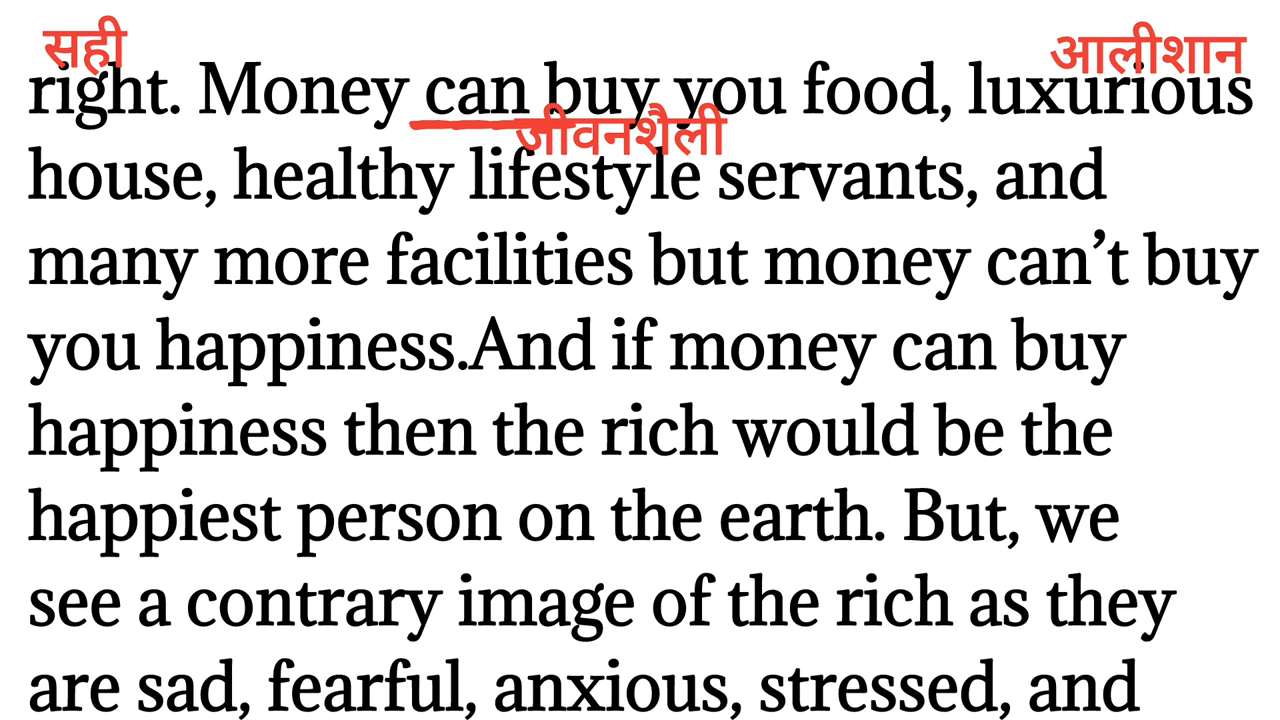 सही
आलीशान
right. Money can buy you food, luxurious
जीवनशैली
house, healthy lifestyle servants, and
many more facilities but money can’t buy
you happiness.And if money can buy
happiness then the rich would be the
happiest person on the earth. But, we
see a contrary image of the rich as they
are sad, fearful, anxious, stressed, and